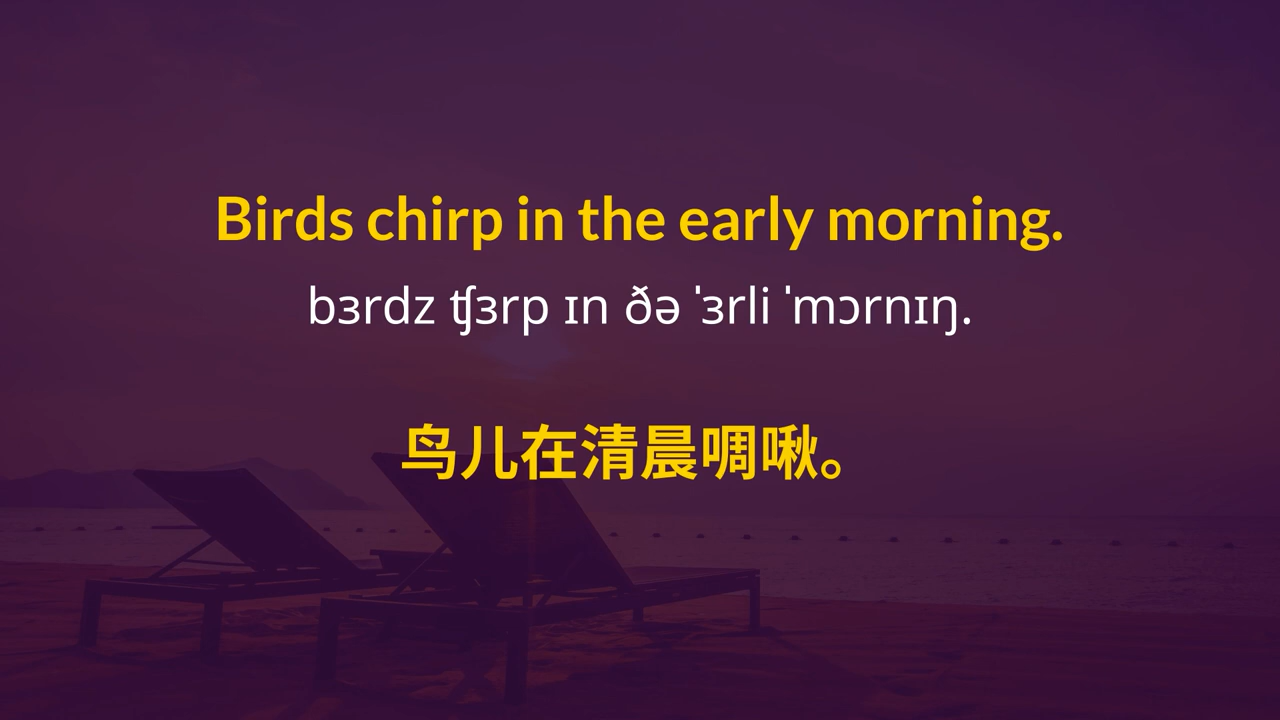 Birds chirp in the early morning.
bɜrdz ʧɜrp ɪn ðə ˈɜrli ˈmɔrnɪŋ.
鸟儿在清晨啁啾。